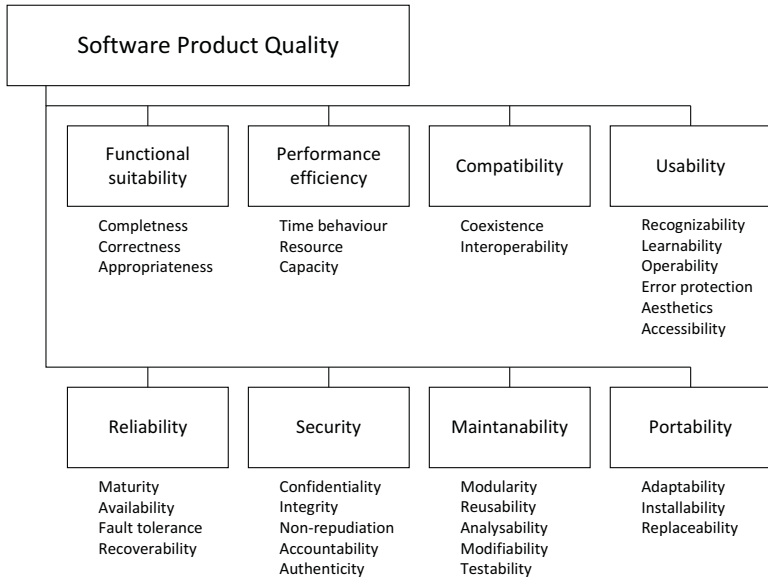 Software Product Quality
Functional
suitability
Completness
Correctness
Appropriateness
Performance
efficiency
Time behaviour
Resource
Capacity
Compatibility
Coexistence
Interoperability
Usability
Recognizability
Learnability
Operability
Error protection
Aesthetics
Accessibility
Reliability
Maturity
Availability
Fault tolerance
Recoverability
Security
Confidentiality
Integrity
Non-repudiation
Accountability
Authenticity
Maintanability
Modularity
Reusability
Analysability
Modifiability
Testability
Portability
Adaptability
Installability
Replaceability